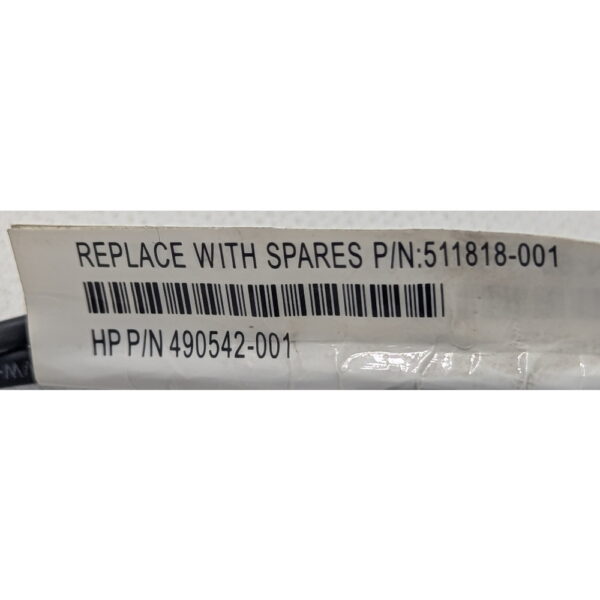 REPLACE WITH SPARES P/N:511818-001
HP P/N 490542-001